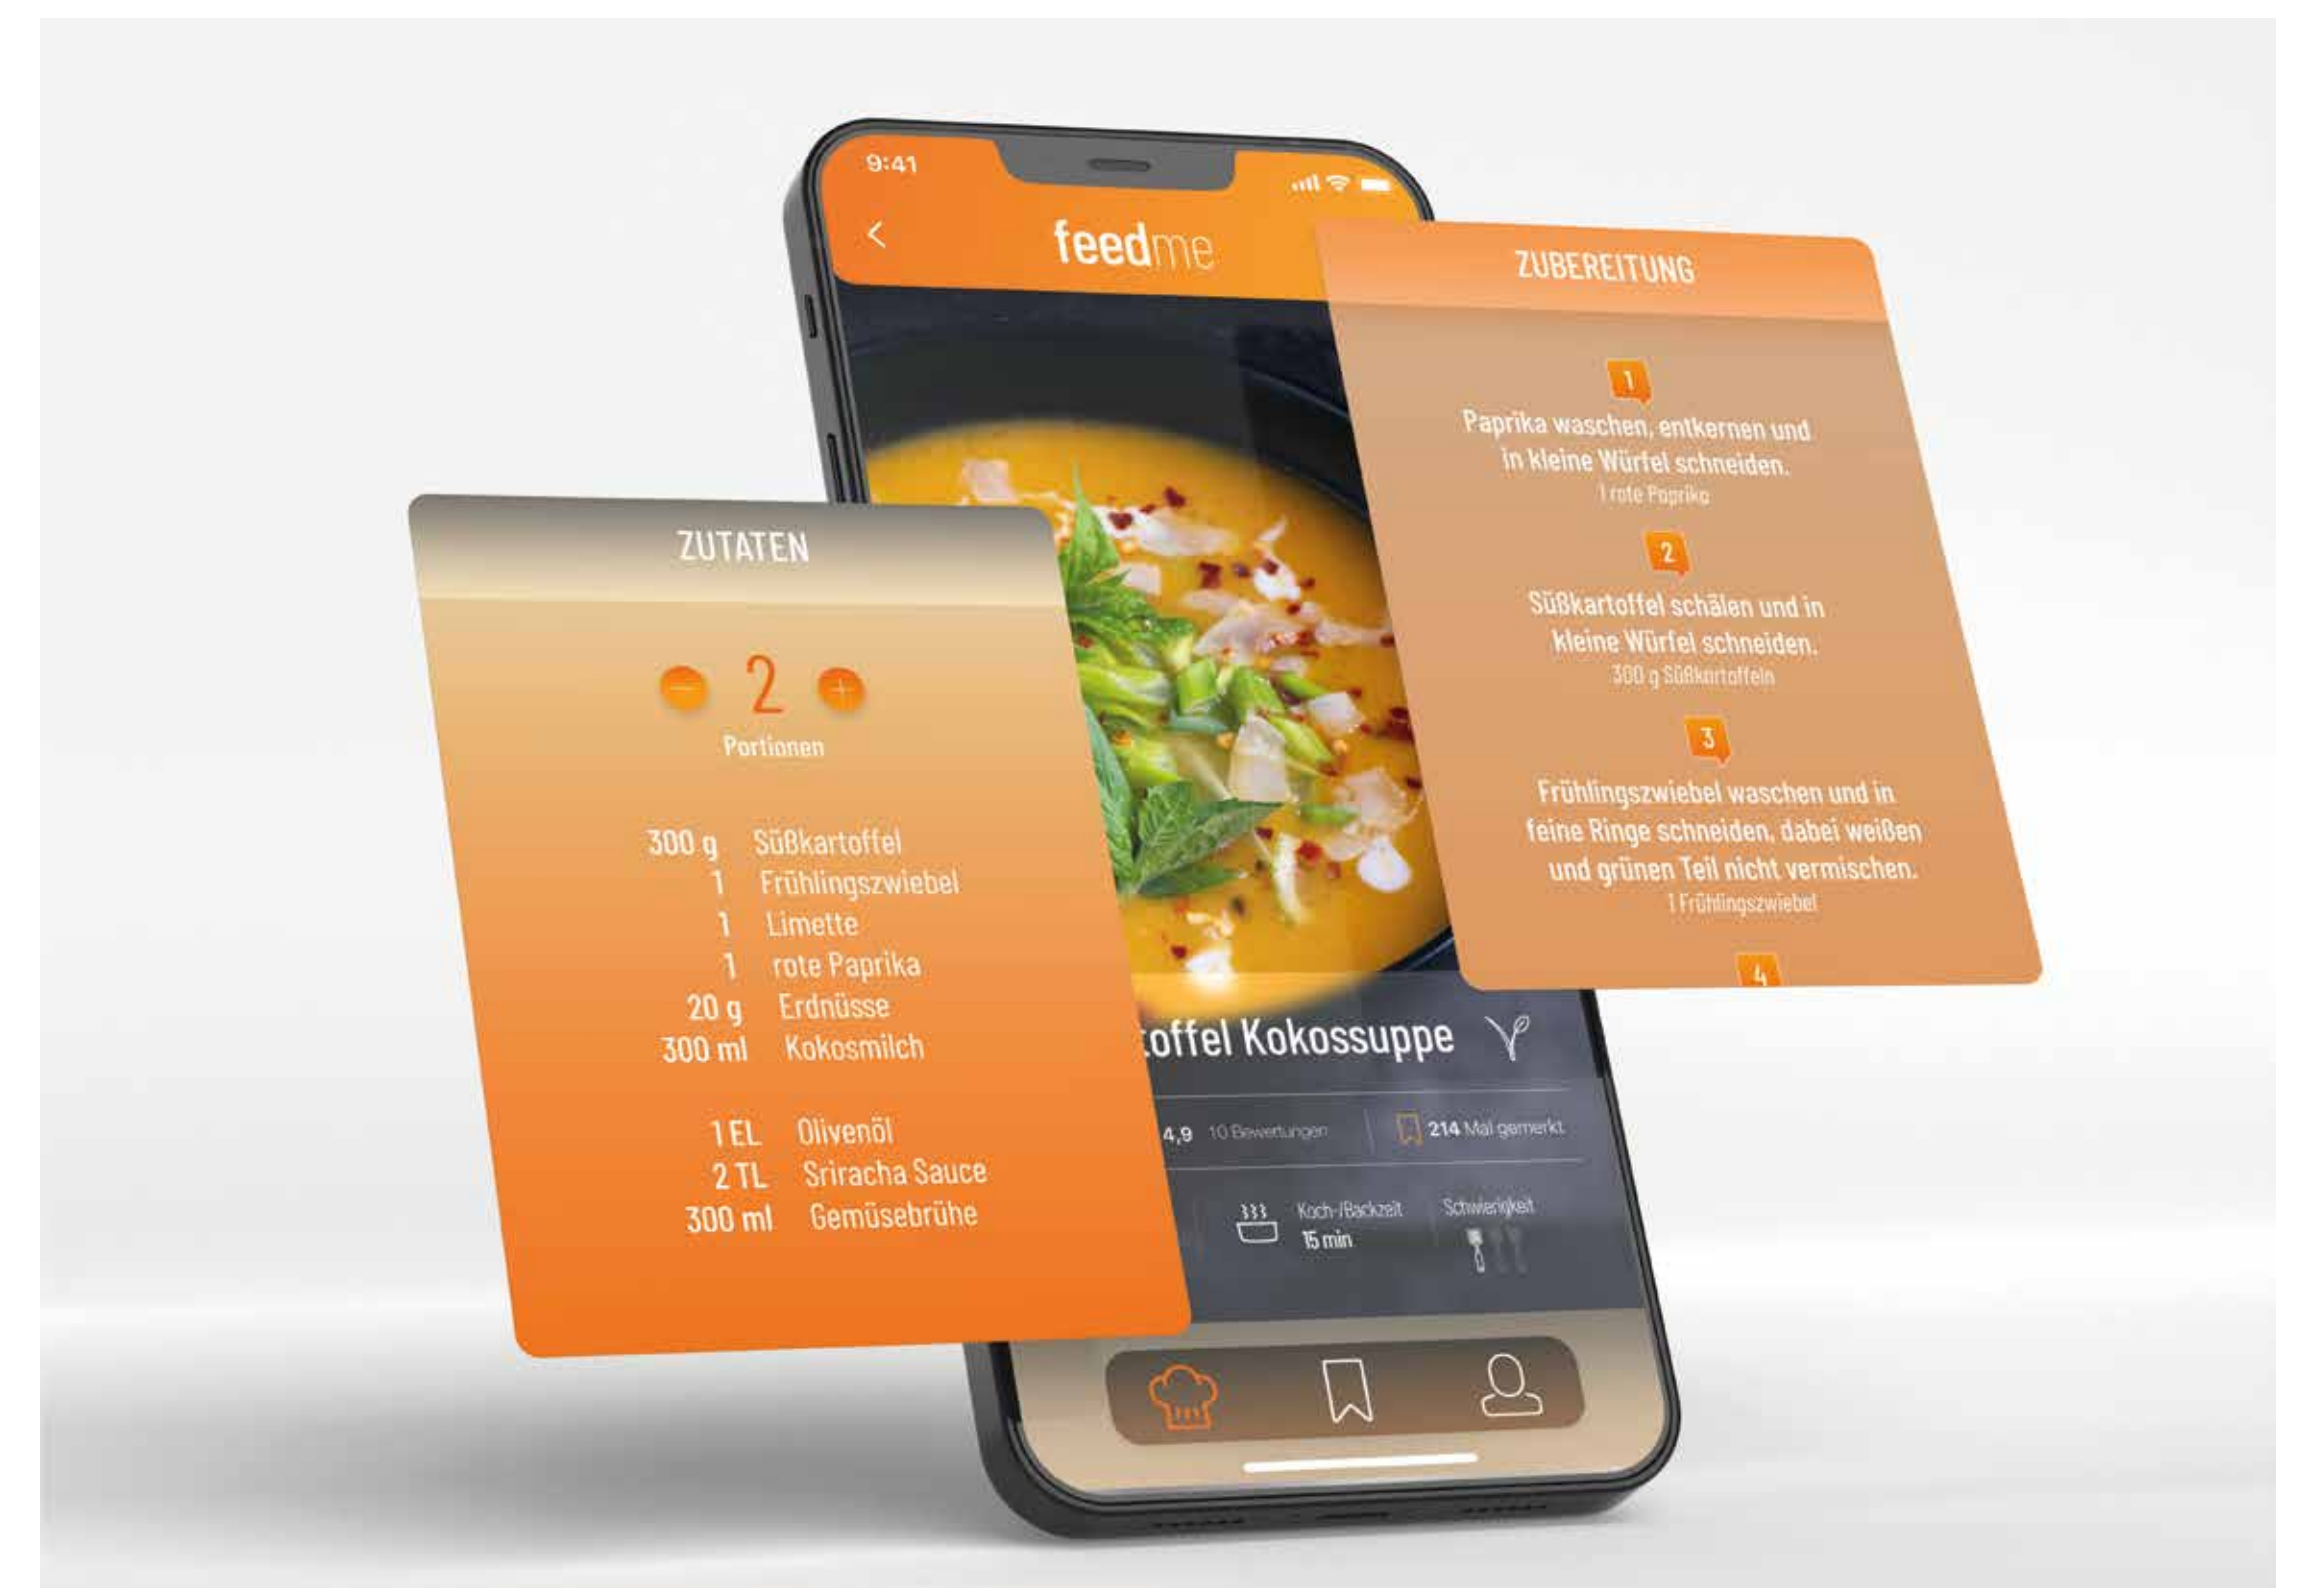 9:41
feedme
ZUTATEN
2
Portionen
300 g Süßkartoffel
1 Frühlingszwiebel
1 Limette
1 rote Paprika
20 g Erdnüsse
300 ml Kokosmilch
1 EL Olivenöl
2 TL Sriracha Sauce
300 ml Gemüsebrühe
ZUBEREITUNG
1
Paprika waschen, entkernen und
in kleine Würfel schneiden.
1 rote Paprika
2
Süßkartoffel schälen und in
kleine Würfel schneiden.
300 g Süßkartoffeln
3
Frühlingszwiebel waschen und in
feine Ringe schneiden, dabei weißen
und grünen Teil nicht vermischen.
1 Frühlingszwiebel
4
toffel Kokossuppe
4,9 10 Bewertungen 214 Mal gemerkt
Koch-/Backzeit Schwierigkeit
15 min